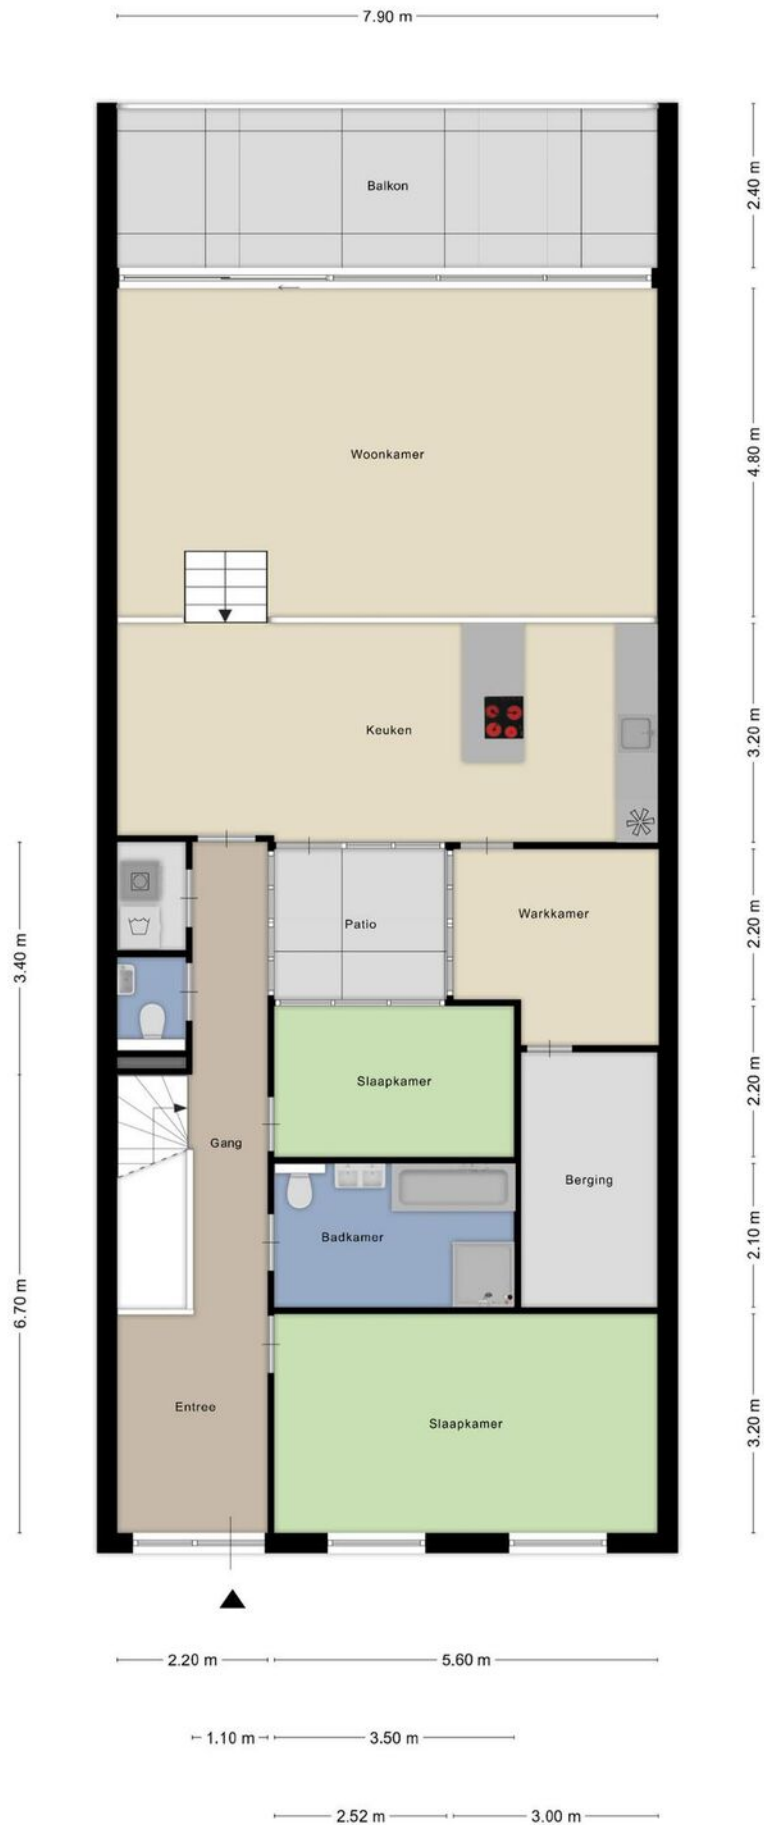 7.90 m
Balkon
2.40 m
Woonkamer
4.80 m
Keuken
3.20 m
3.40 m
Patio
Warkkamer
2.20 m
Slaapkamer
2.20 m
Gang
Berging
Badkamer
2.10 m
6.70 m
Entree
Slaapkamer
3.20 m
2.20 m
5.60 m
1.10 m
3.50 m
2.52 m
3.00 m